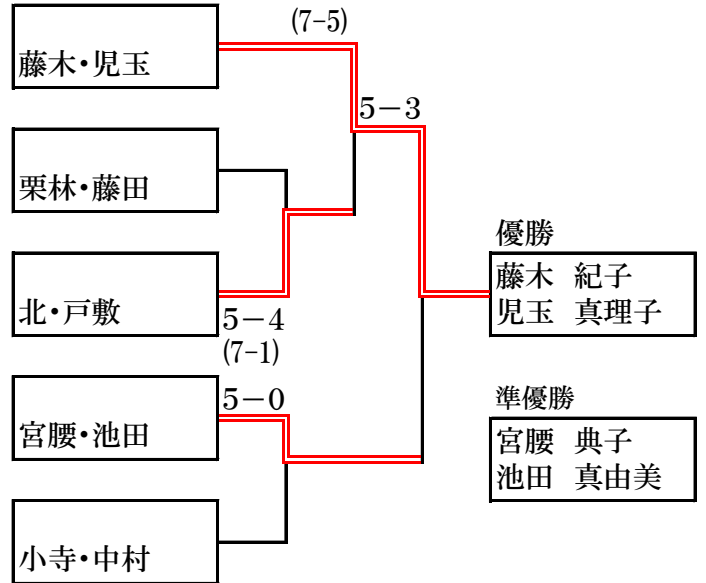 (7-5)
藤木・児玉
5－3
栗林・藤田
優勝
藤木 紀子
児玉 真理子
北・戸敷
5－4
(7-1)
5－0
宮腰・池田
準優勝
宮腰 典子
池田 真由美
小寺・中村